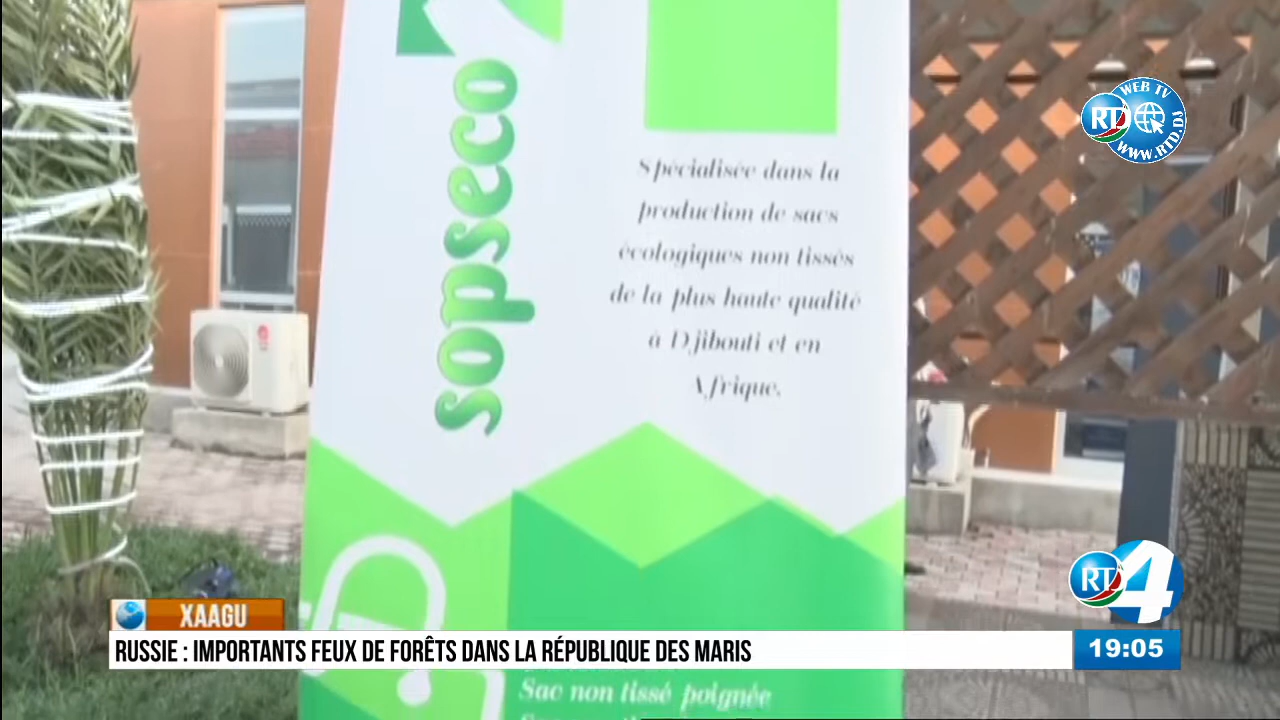 sopseco
Spécialisée dans la
production de sacs
écologiques non tissés
de la plus haute qualité
à Djibouti et en
Afrique.
WEB TV
RTD
WWW.RTD.DJ
RT
4
XAAGU
RUSSIE : IMPORTANTS FEUX DE FORÊTS DANS LA RÉPUBLIQUE DES MARIS
19:05
Sac non tissé poignée